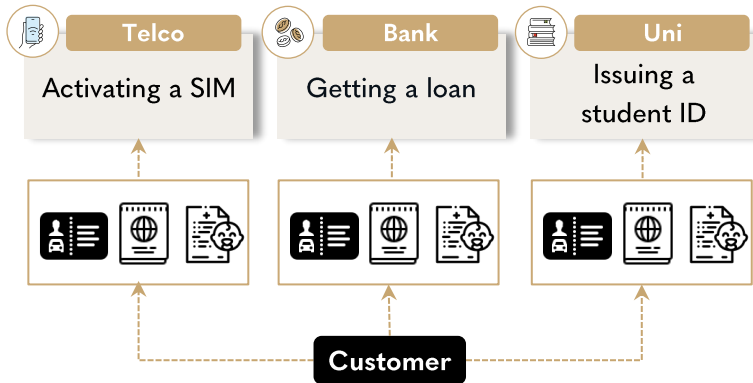 Telco
Bank
Uni
Activating a SIM
Getting a loan
Issuing a
student ID
Customer